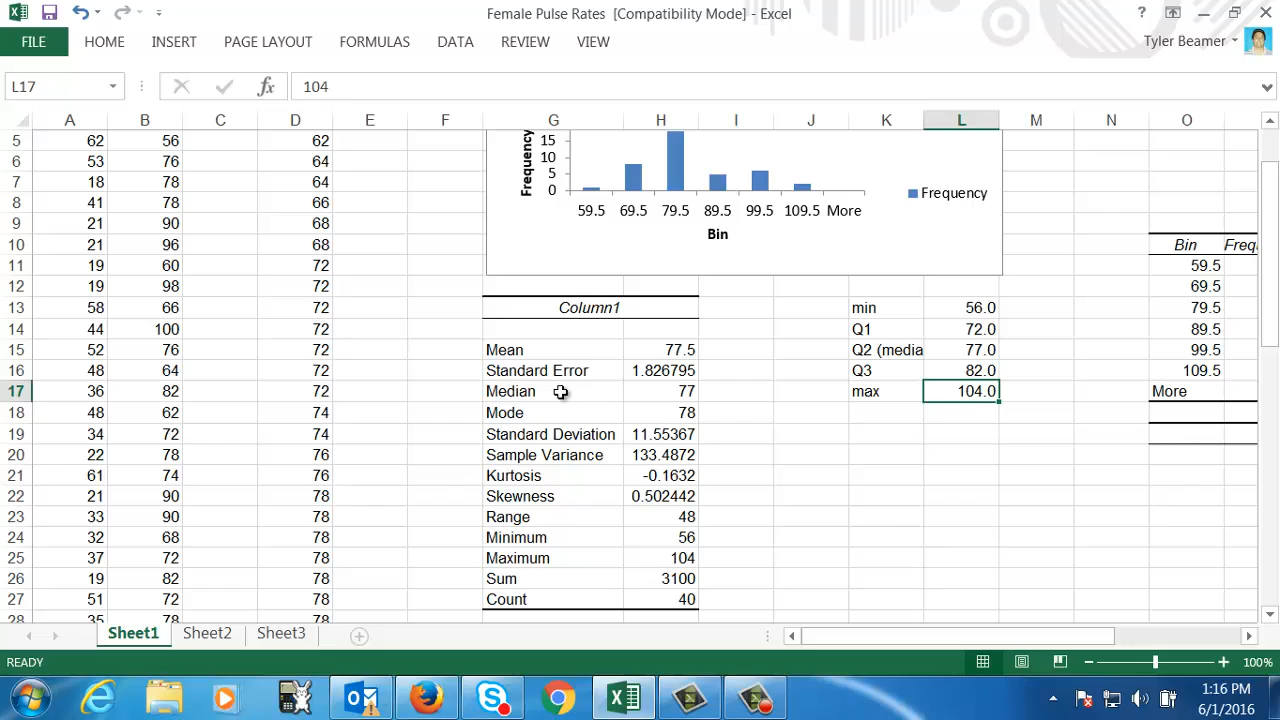 Female Pulse Rates [Compatibility Mode] - Excel
?
FILE HOME INSERT PAGE LAYOUT FORMULAS DATA REVIEW VIEW Tyler Beamer
L17 fx 104
A B C D E F G H I J K L M N O
5 62 56 62
6 53 76 64
7 18 78 64
8 41 78 66
9 21 90 68
10 21 96 68
11 19 60 72
12 19 98 72
13 58 66 72
14 44 100 72
15 52 76 72
16 48 64 72
17 36 82 72
18 48 62 74
19 34 72 74
20 22 78 76
21 61 74 76
22 21 90 78
23 33 90 78
24 32 68 78
25 37 72 78
26 19 82 78
27 51 72 78
28 35 78 78
Frequency
15
10
5
0
59.5 69.5 79.5 89.5 99.5 109.5 More
Bin
Frequency
Column1
Mean 77.5
Standard Error 1.826795
Median 77
Mode 78
Standard Deviation 11.55367
Sample Variance 133.4872
Kurtosis -0.1632
Skewness 0.502442
Range 48
Minimum 56
Maximum 104
Sum 3100
Count 40
min 56.0
Q1 72.0
Q2 (media 77.0
Q3 82.0
max 104.0
Bin Freq
59.5
69.5
79.5
89.5
99.5
109.5
More
Sheet1 Sheet2 Sheet3
READY 100%
1:16 PM
6/1/2016